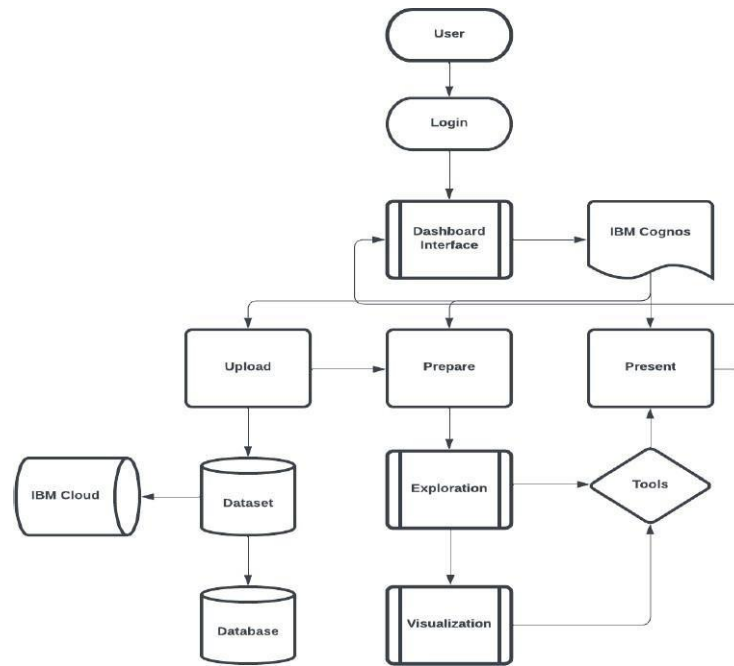 User
Login
Dashboard
Interface
IBM Cognos
Upload
Prepare
Present
IBM Cloud
Dataset
Exploration
Tools
Database
Visualization